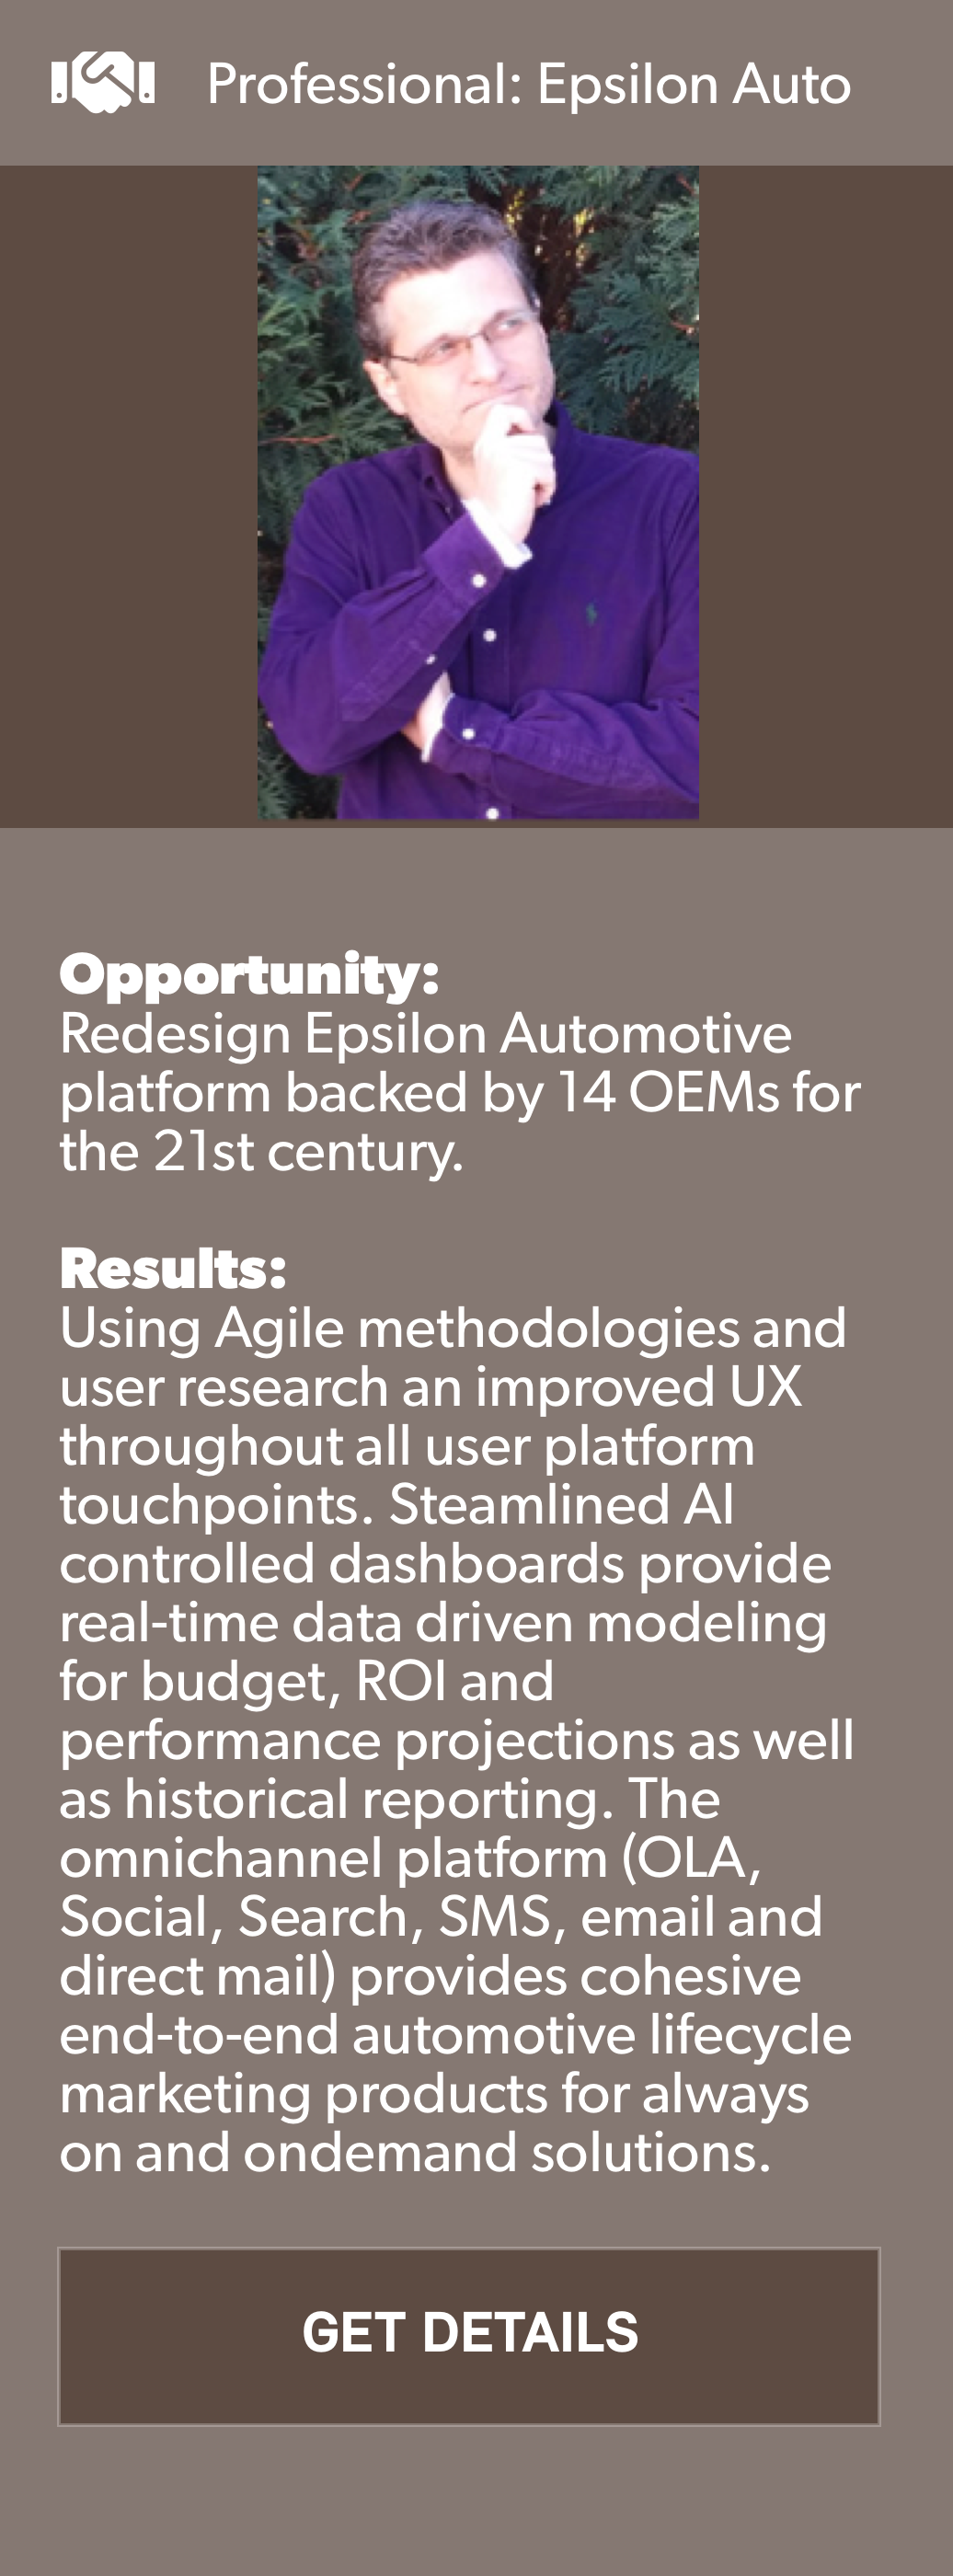 Professional: Epsilon Auto
Opportunity:
Redesign Epsilon Automotive
platform backed by 14 OEMs for
the 21st century.
Results:
Using Agile methodologies and
user research an improved UX
throughout all user platform
touchpoints. Steamlined AI
controlled dashboards provide
real-time data driven modeling
for budget, ROI and
performance projections as well
as historical reporting. The
omnichannel platform (OLA,
Social, Search, SMS, email and
direct mail) provides cohesive
end-to-end automotive lifecycle
marketing products for always
on and ondemand solutions.
GET DETAILS